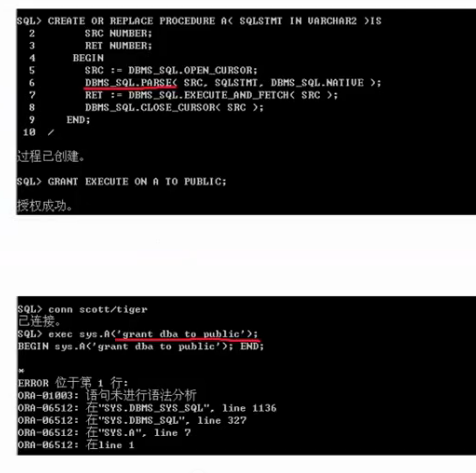 SQL> CREATE OR REPLACE PROCEDURE A( SQLSTMT IN VARCHAR2 )IS
2 SRC NUMBER;
3 RET NUMBER;
4 BEGIN
5 SRC := DBMS_SQL.OPEN_CURSOR;
6 DBMS_SQL.PARSE( SRC, SQLSTMT, DBMS_SQL.NATIVE );
7 RET := DBMS_SQL.EXECUTE_AND_FETCH( SRC );
8 DBMS_SQL.CLOSE_CURSOR( SRC );
9 END;
10 /
过程已创建。
SQL> GRANT EXECUTE ON A TO PUBLIC;
授权成功。
SQL> conn scott/tiger
已连接。
SQL> exec sys.A('grant dba to public');
BEGIN sys.A('grant dba to public'); END;
*
ERROR 位于第 1 行:
ORA-01003: 语句未进行语法分析
ORA-06512: 在"SYS.DBMS_SYS_SQL", line 1136
ORA-06512: 在"SYS.DBMS_SQL", line 327
ORA-06512: 在"SYS.A", line 7
ORA-06512: 在line 1